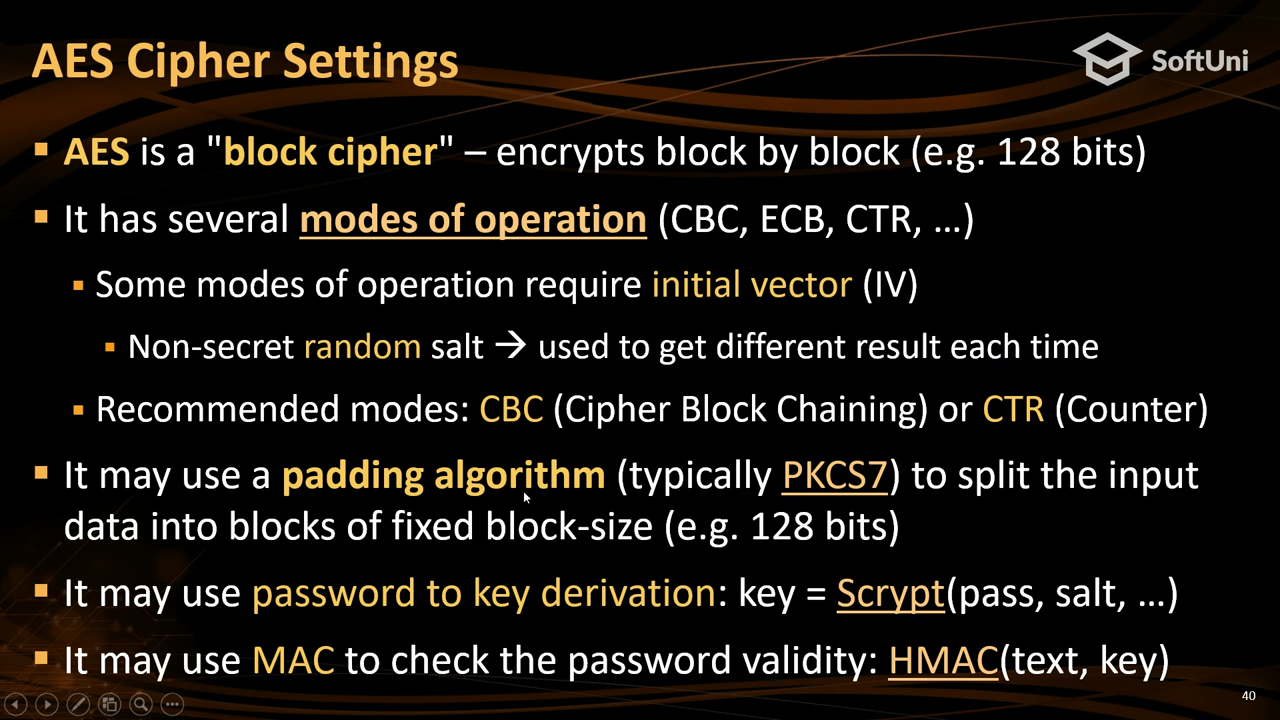 AES Cipher Settings
SoftUni
AES is a "block cipher" – encrypts block by block (e.g. 128 bits)
It has several modes of operation (CBC, ECB, CTR, …)
Some modes of operation require initial vector (IV)
Non-secret random salt → used to get different result each time
Recommended modes: CBC (Cipher Block Chaining) or CTR (Counter)
It may use a padding algorithm (typically PKCS7) to split the input
data into blocks of fixed block-size (e.g. 128 bits)
It may use password to key derivation: key = Scrypt(pass, salt, …)
It may use MAC to check the password validity: HMAC(text, key)
40